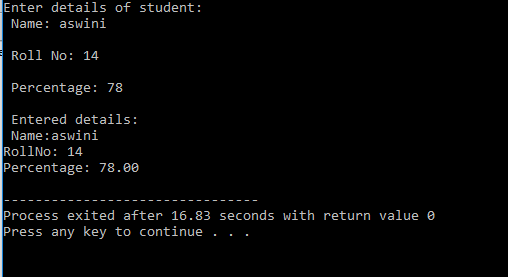 Enter details of student:
Name: aswini
Roll No: 14
Percentage: 78
Entered details:
Name:aswini
RollNo: 14
Percentage: 78.00
--------------------------------
Process exited after 16.83 seconds with return value 0
Press any key to continue . . .